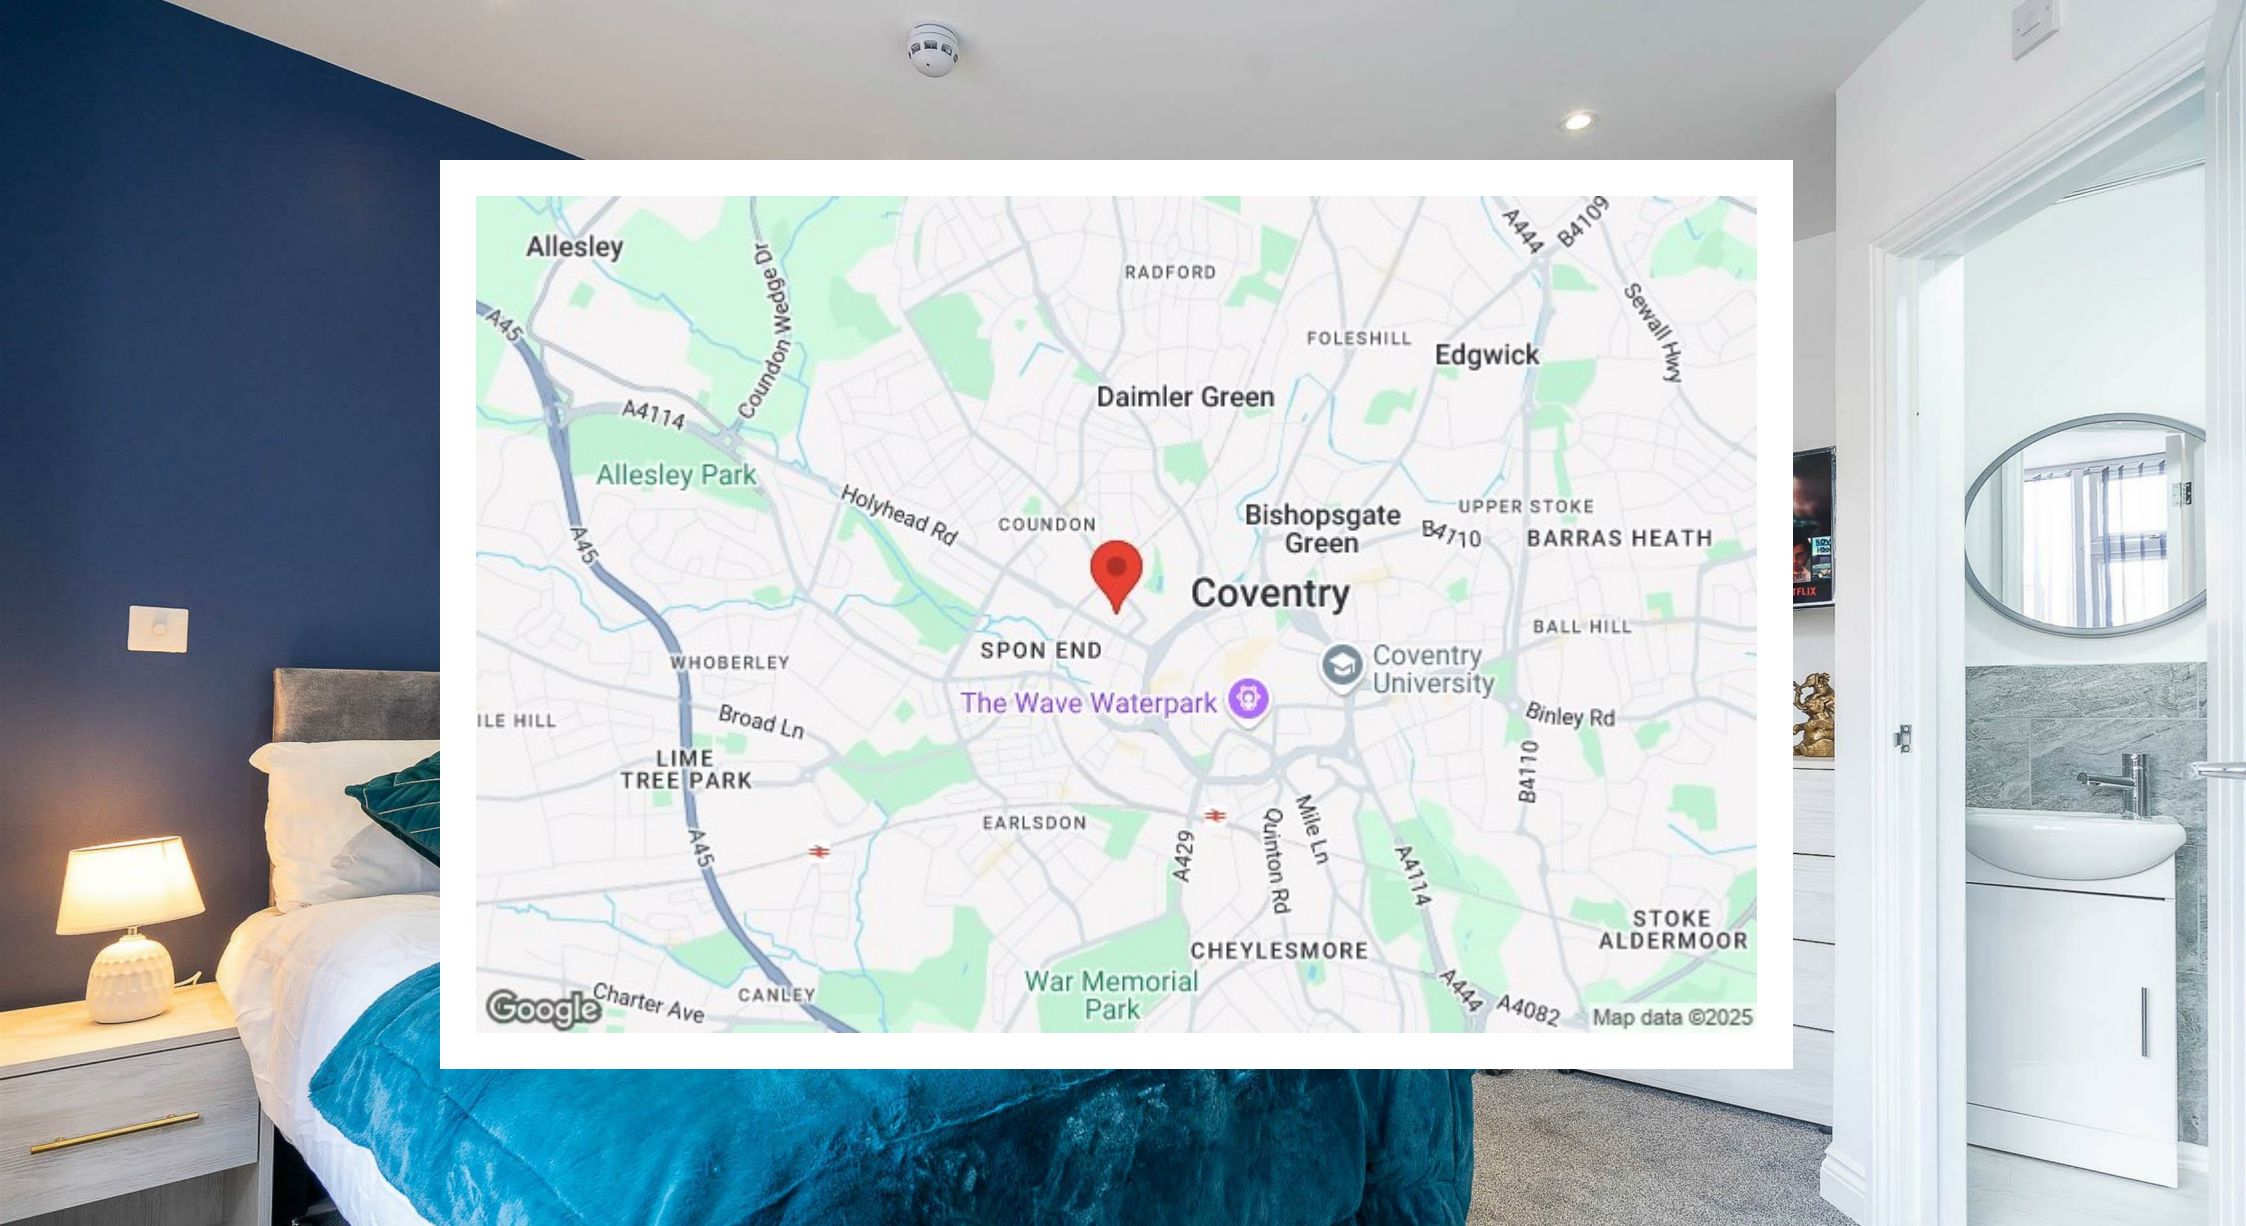 Allesley
A45
Coundon Wedge Dr
RADFORD
A444
B4109
Sewall Hwy
FOLESHILL
Edgwick
Daimler Green
A4114
Allesley Park
Holyhead Rd
COUNDON
Bishopsgate
Green
B4710
UPPER STOKE
BARRAS HEATH
A45
Coventry
BALL HILL
SPON END
WHOBERLEY
Coventry
University
The Wave Waterpark
ILE HILL
Broad Ln
Binley Rd
LIME
TREE PARK
B4110
EARLSDON
A45
A429
Quinton Rd
Mile Ln
A4114
STOKE
ALDERMOOR
CHEYLESMORE
War Memorial
Park
CANLEY
Charter Ave
A444
A4082
Google
Map data ©2025